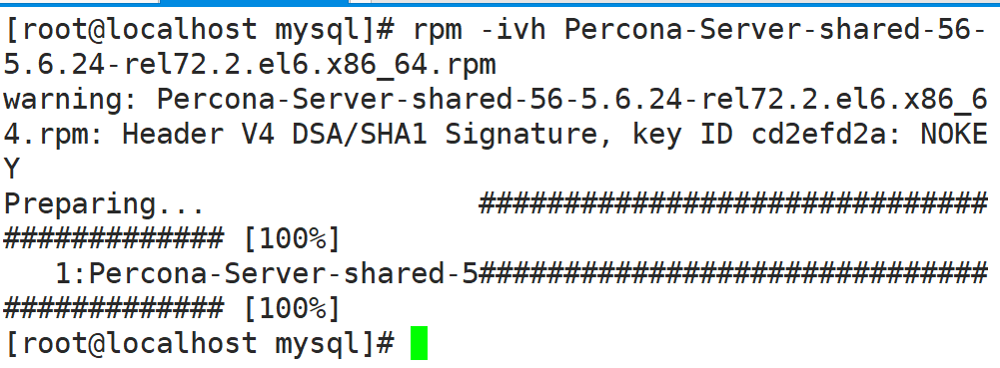 [root@localhost mysql]# rpm -ivh Percona-Server-shared-56-
5.6.24-rel72.2.el6.x86_64.rpm
warning: Percona-Server-shared-56-5.6.24-rel72.2.el6.x86_6
4.rpm: Header V4 DSA/SHA1 Signature, key ID cd2efd2a: NOKE
Y
Preparing...                ##############################
############# [100%]
   1:Percona-Server-shared-5##############################
############# [100%]
[root@localhost mysql]#